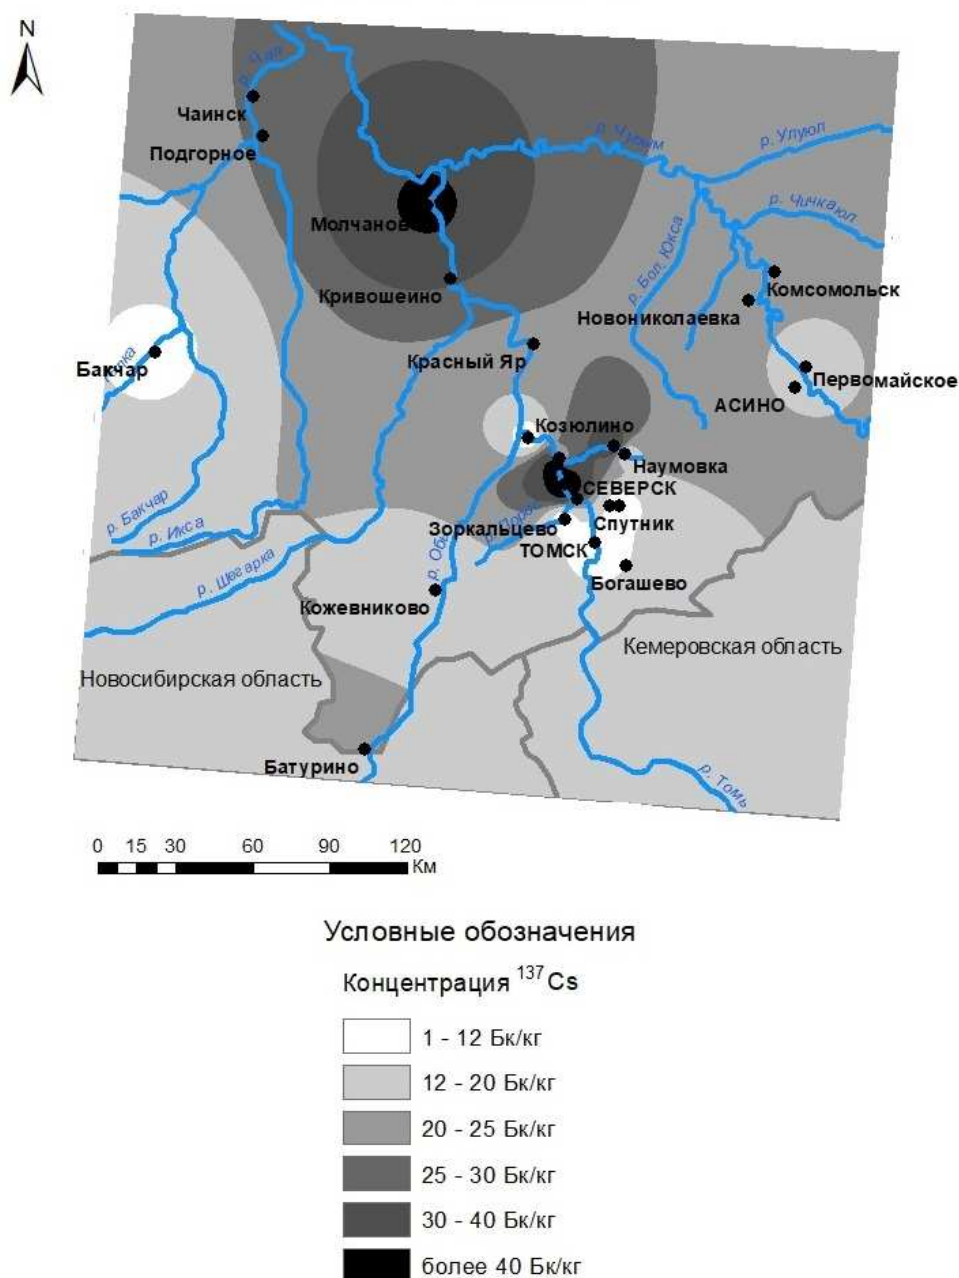 N
р. Чая
Чаинск
Подгорное
р. Чулым
р. Улуюл
р. Чичкаюл
Молчанов
р. Бол. Юкса
Кривошеино
Комсомольск
Новониколаевка
Красный Яр
Бакчар
Первомайское
АСИНО
Козюлино
Наумовка
СЕВЕРСК
р. Бакчар
р. Икса
Зоркальцево
Спутник
ТОМСК
р. Обь
р. Шегарка
Богашево
Кожевниково
Кемеровская область
Новосибирская область
Батурино
р. Томь
0 15 30 60 90 120
Км
Условные обозначения
Концентрация ¹³⁷Cs
1 - 12 Бк/кг
12 - 20 Бк/кг
20 - 25 Бк/кг
25 - 30 Бк/кг
30 - 40 Бк/кг
более 40 Бк/кг